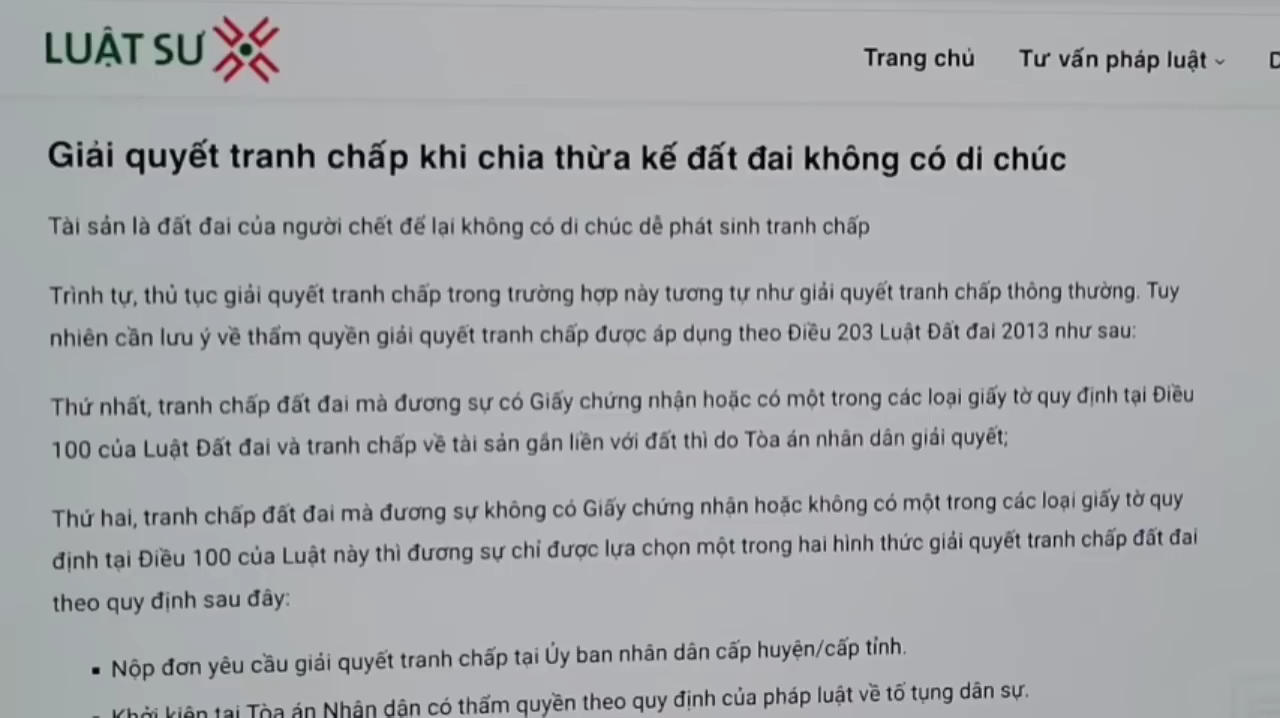 LUẬT SƯ
Trang chủ
Tư vấn pháp luật
Giải quyết tranh chấp khi chia thừa kế đất đai không có di chúc
Tài sản là đất đai của người chết để lại không có di chúc dễ phát sinh tranh chấp
Trình tự, thủ tục giải quyết tranh chấp trong trường hợp này tương tự như giải quyết tranh chấp thông thường. Tuy
nhiên cần lưu ý về thẩm quyền giải quyết tranh chấp được áp dụng theo Điều 203 Luật Đất đai 2013 như sau:
Thứ nhất, tranh chấp đất đai mà đương sự có Giấy chứng nhận hoặc có một trong các loại giấy tờ quy định tại Điều
100 của Luật Đất đai và tranh chấp về tài sản gắn liền với đất thì do Tòa án nhân dân giải quyết;
Thứ hai, tranh chấp đất đai mà đương sự không có Giấy chứng nhận hoặc không có một trong các loại giấy tờ quy
định tại Điều 100 của Luật này thì đương sự chỉ được lựa chọn một trong hai hình thức giải quyết tranh chấp đất đai
theo quy định sau đây:
▪ Nộp đơn yêu cầu giải quyết tranh chấp tại Ủy ban nhân dân cấp huyện/cấp tỉnh.
▪ Khởi kiện tại Tòa án Nhân dân có thẩm quyền theo quy định của pháp luật về tố tụng dân sự.